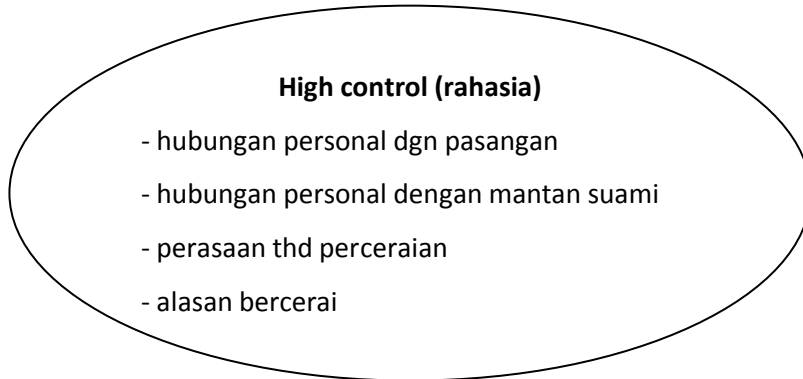 High control (rahasia)
- hubungan personal dgn pasangan
- hubungan personal dengan mantan suami
- perasaan thd perceraian
- alasan bercerai